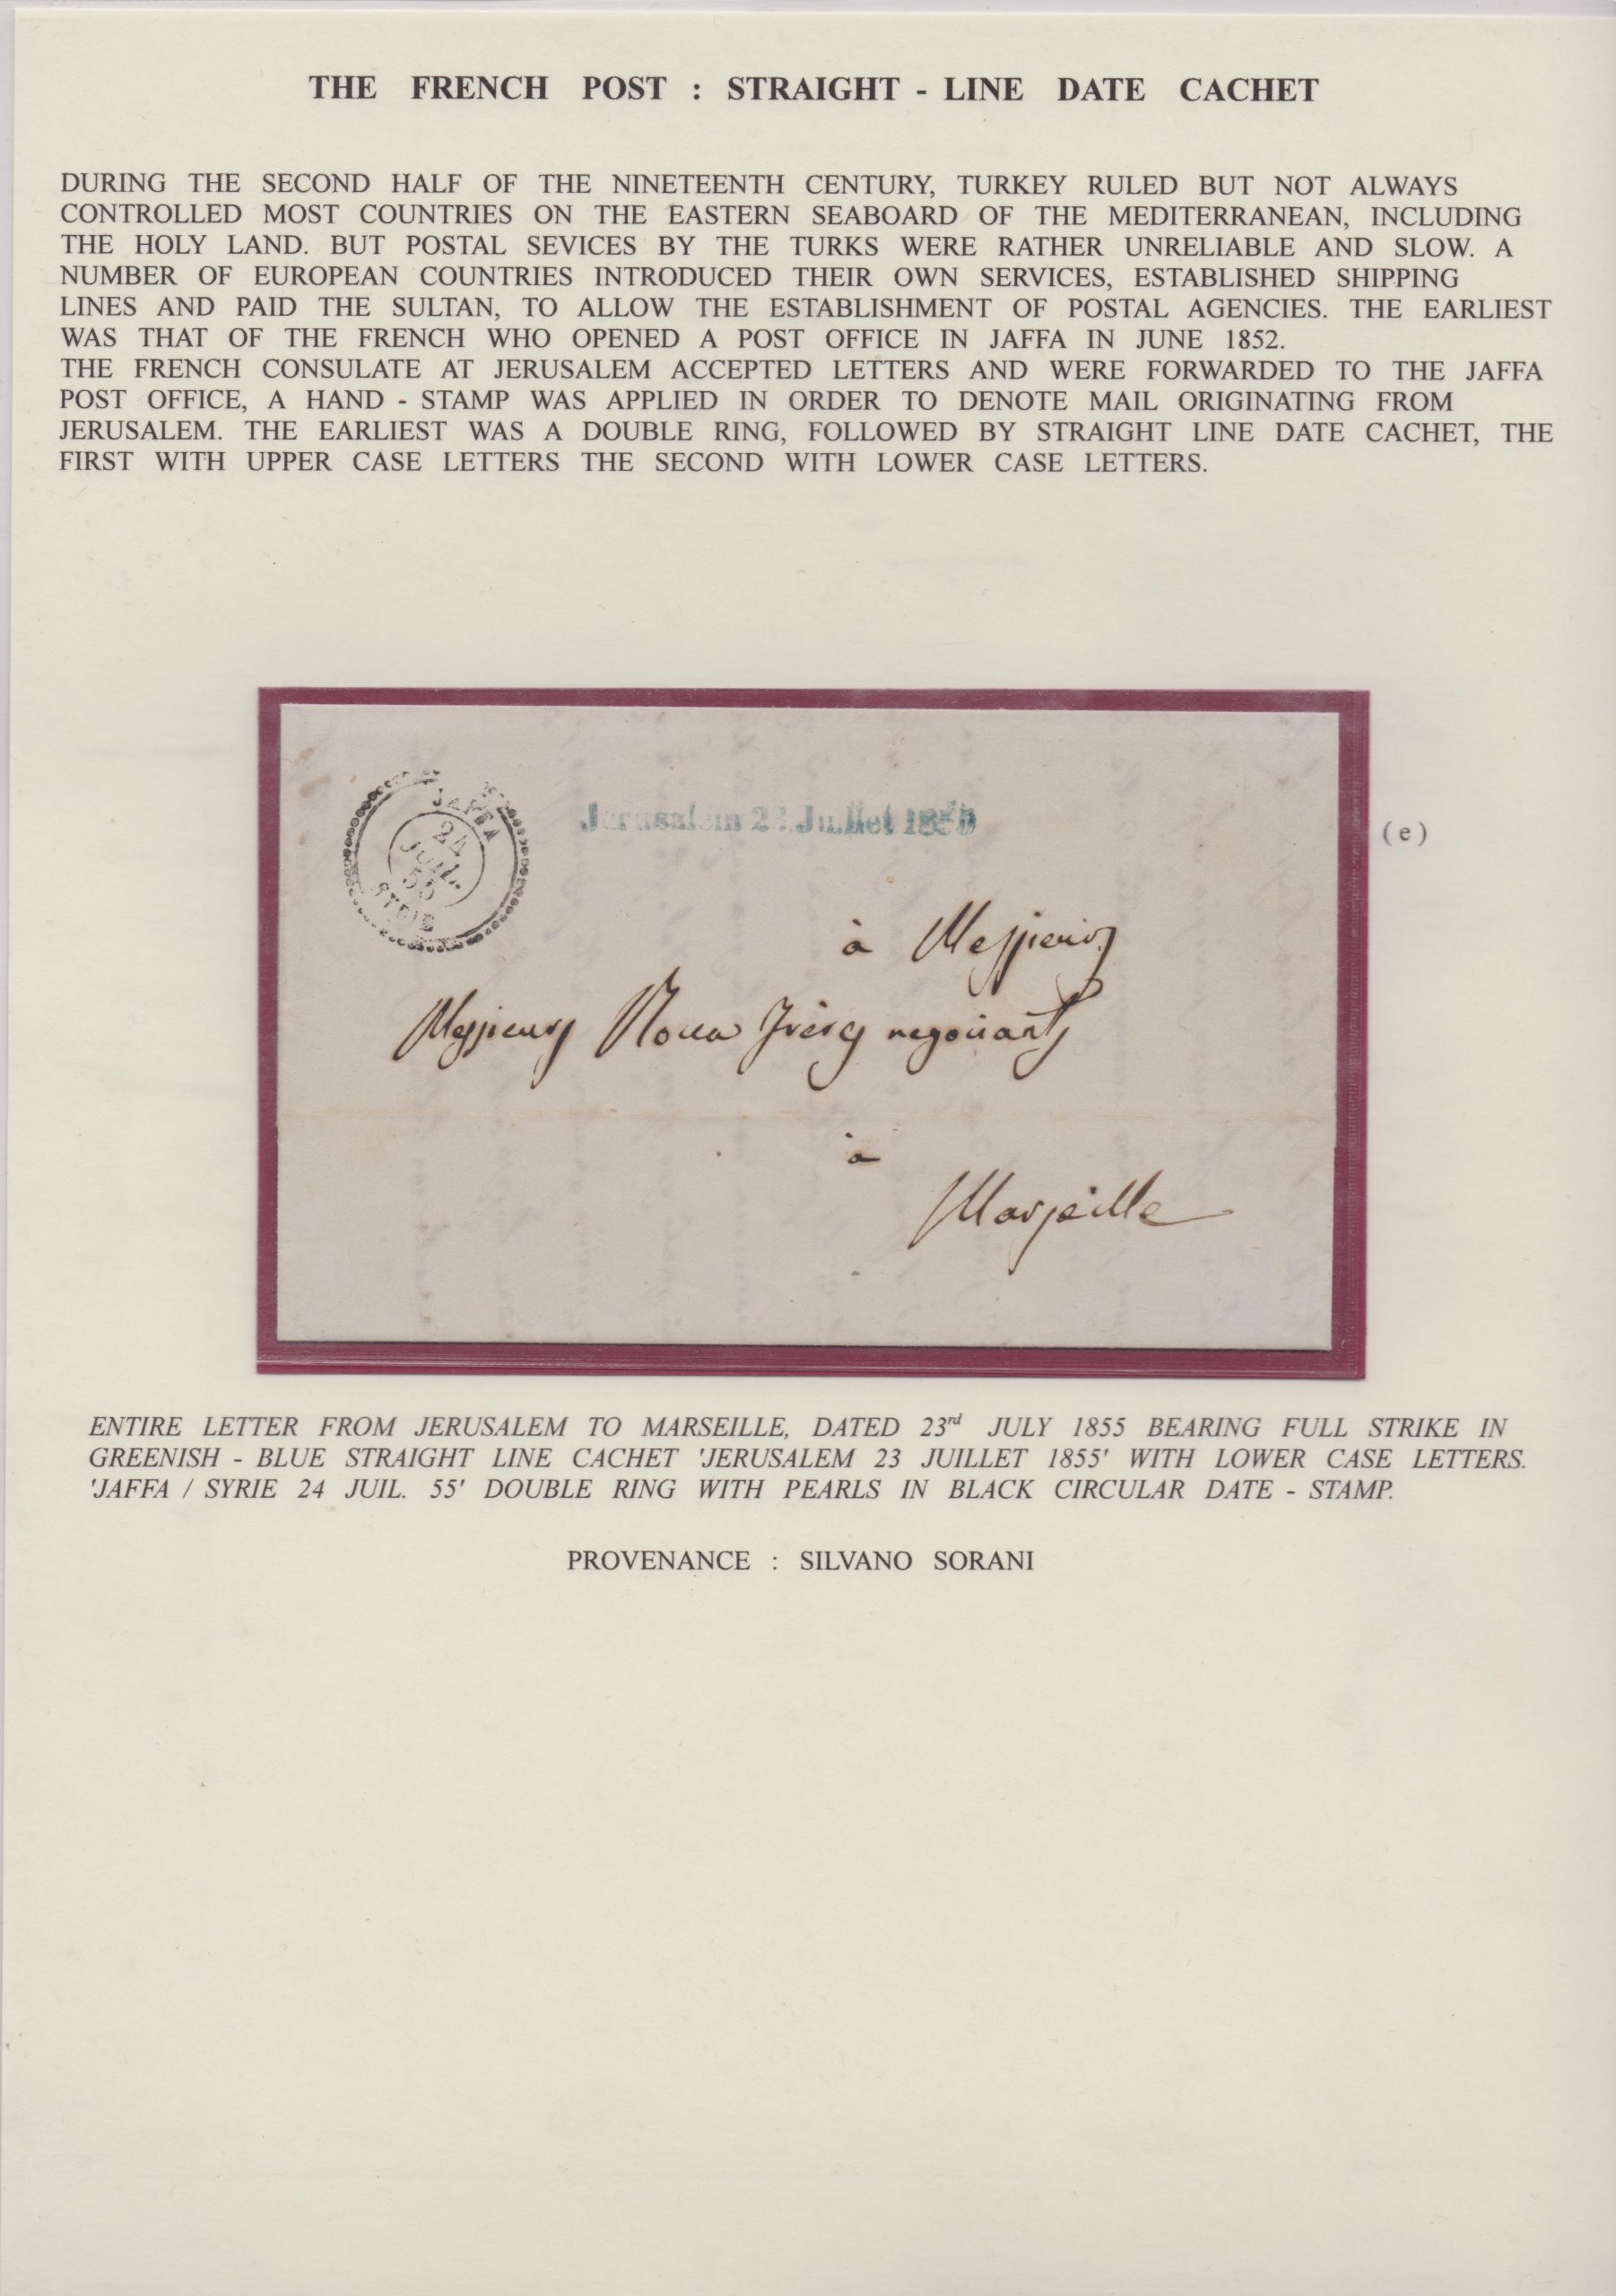 THE FRENCH POST : STRAIGHT - LINE DATE CACHET
DURING THE SECOND HALF OF THE NINETEENTH CENTURY, TURKEY RULED BUT NOT ALWAYS
CONTROLLED MOST COUNTRIES ON THE EASTERN SEABOARD OF THE MEDITERRANEAN, INCLUDING
THE HOLY LAND. BUT POSTAL SEVICES BY THE TURKS WERE RATHER UNRELIABLE AND SLOW. A
NUMBER OF EUROPEAN COUNTRIES INTRODUCED THEIR OWN SERVICES, ESTABLISHED SHIPPING
LINES AND PAID THE SULTAN, TO ALLOW THE ESTABLISHMENT OF POSTAL AGENCIES. THE EARLIEST
WAS THAT OF THE FRENCH WHO OPENED A POST OFFICE IN JAFFA IN JUNE 1852.
THE FRENCH CONSULATE AT JERUSALEM ACCEPTED LETTERS AND WERE FORWARDED TO THE JAFFA
POST OFFICE, A HAND - STAMP WAS APPLIED IN ORDER TO DENOTE MAIL ORIGINATING FROM
JERUSALEM. THE EARLIEST WAS A DOUBLE RING, FOLLOWED BY STRAIGHT LINE DATE CACHET, THE
FIRST WITH UPPER CASE LETTERS THE SECOND WITH LOWER CASE LETTERS.
JAFFA
24
JUIL.
55
SYRIE
Jerusalem 23 Juillet 1855
(e)
à Messieurs
Messieurs Frères negociants
à
Marseille
ENTIRE LETTER FROM JERUSALEM TO MARSEILLE, DATED 23rd JULY 1855 BEARING FULL STRIKE IN
GREENISH - BLUE STRAIGHT LINE CACHET 'JERUSALEM 23 JUILLET 1855' WITH LOWER CASE LETTERS.
'JAFFA / SYRIE 24 JUIL. 55' DOUBLE RING WITH PEARLS IN BLACK CIRCULAR DATE - STAMP.
PROVENANCE : SILVANO SORANI